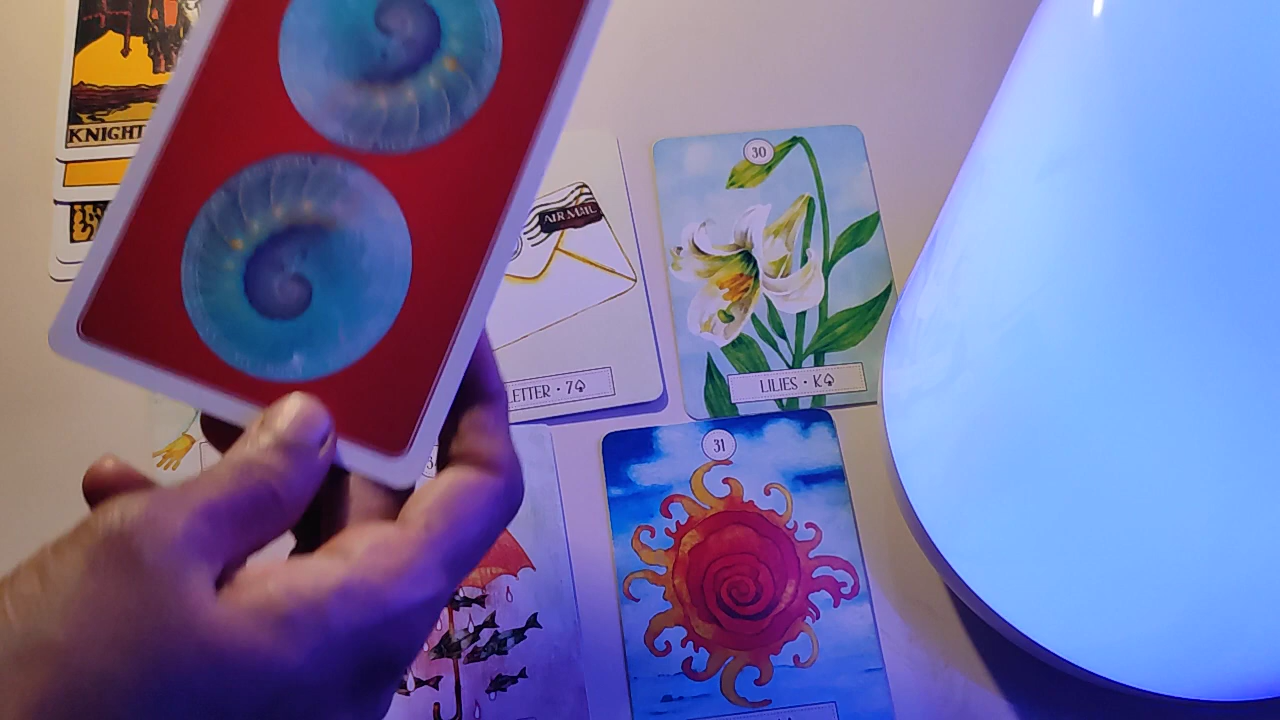 KNIGHT
30
AIR MAIL
LETTER • 7♤
LILIES • K♤
31